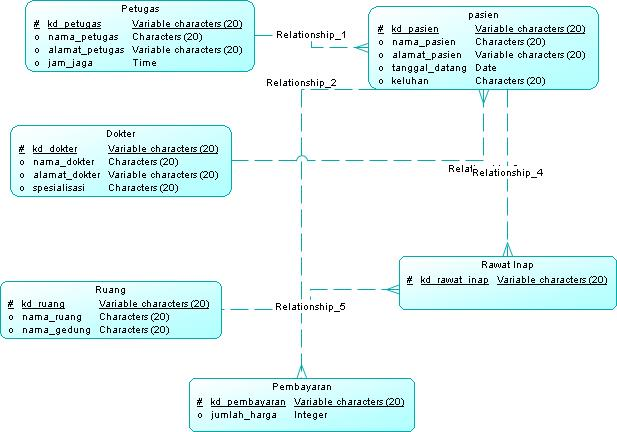 Petugas
# kd_petugas Variable characters (20)
o nama_petugas Characters (20)
o alamat_petugas Variable characters (20)
o jam_jaga Time
Relationship_1
pasien
# kd_pasien Variable characters (20)
o nama_pasien Characters (20)
o alamat_pasien Variable characters (20)
o tanggal_datang Date
o keluhan Characters (20)
Relationship_2
Dokter
# kd_dokter Variable characters (20)
o nama_dokter Characters (20)
o alamat_dokter Variable characters (20)
o spesialisasi Characters (20)
Relationship_4
Rawat Inap
# kd_rawat_inap Variable characters (20)
Ruang
# kd_ruang Variable characters (20)
o nama_ruang Characters (20)
o nama_gedung Characters (20)
Relationship_5
Pembayaran
# kd_pembayaran Variable characters (20)
o jumlah_harga Integer